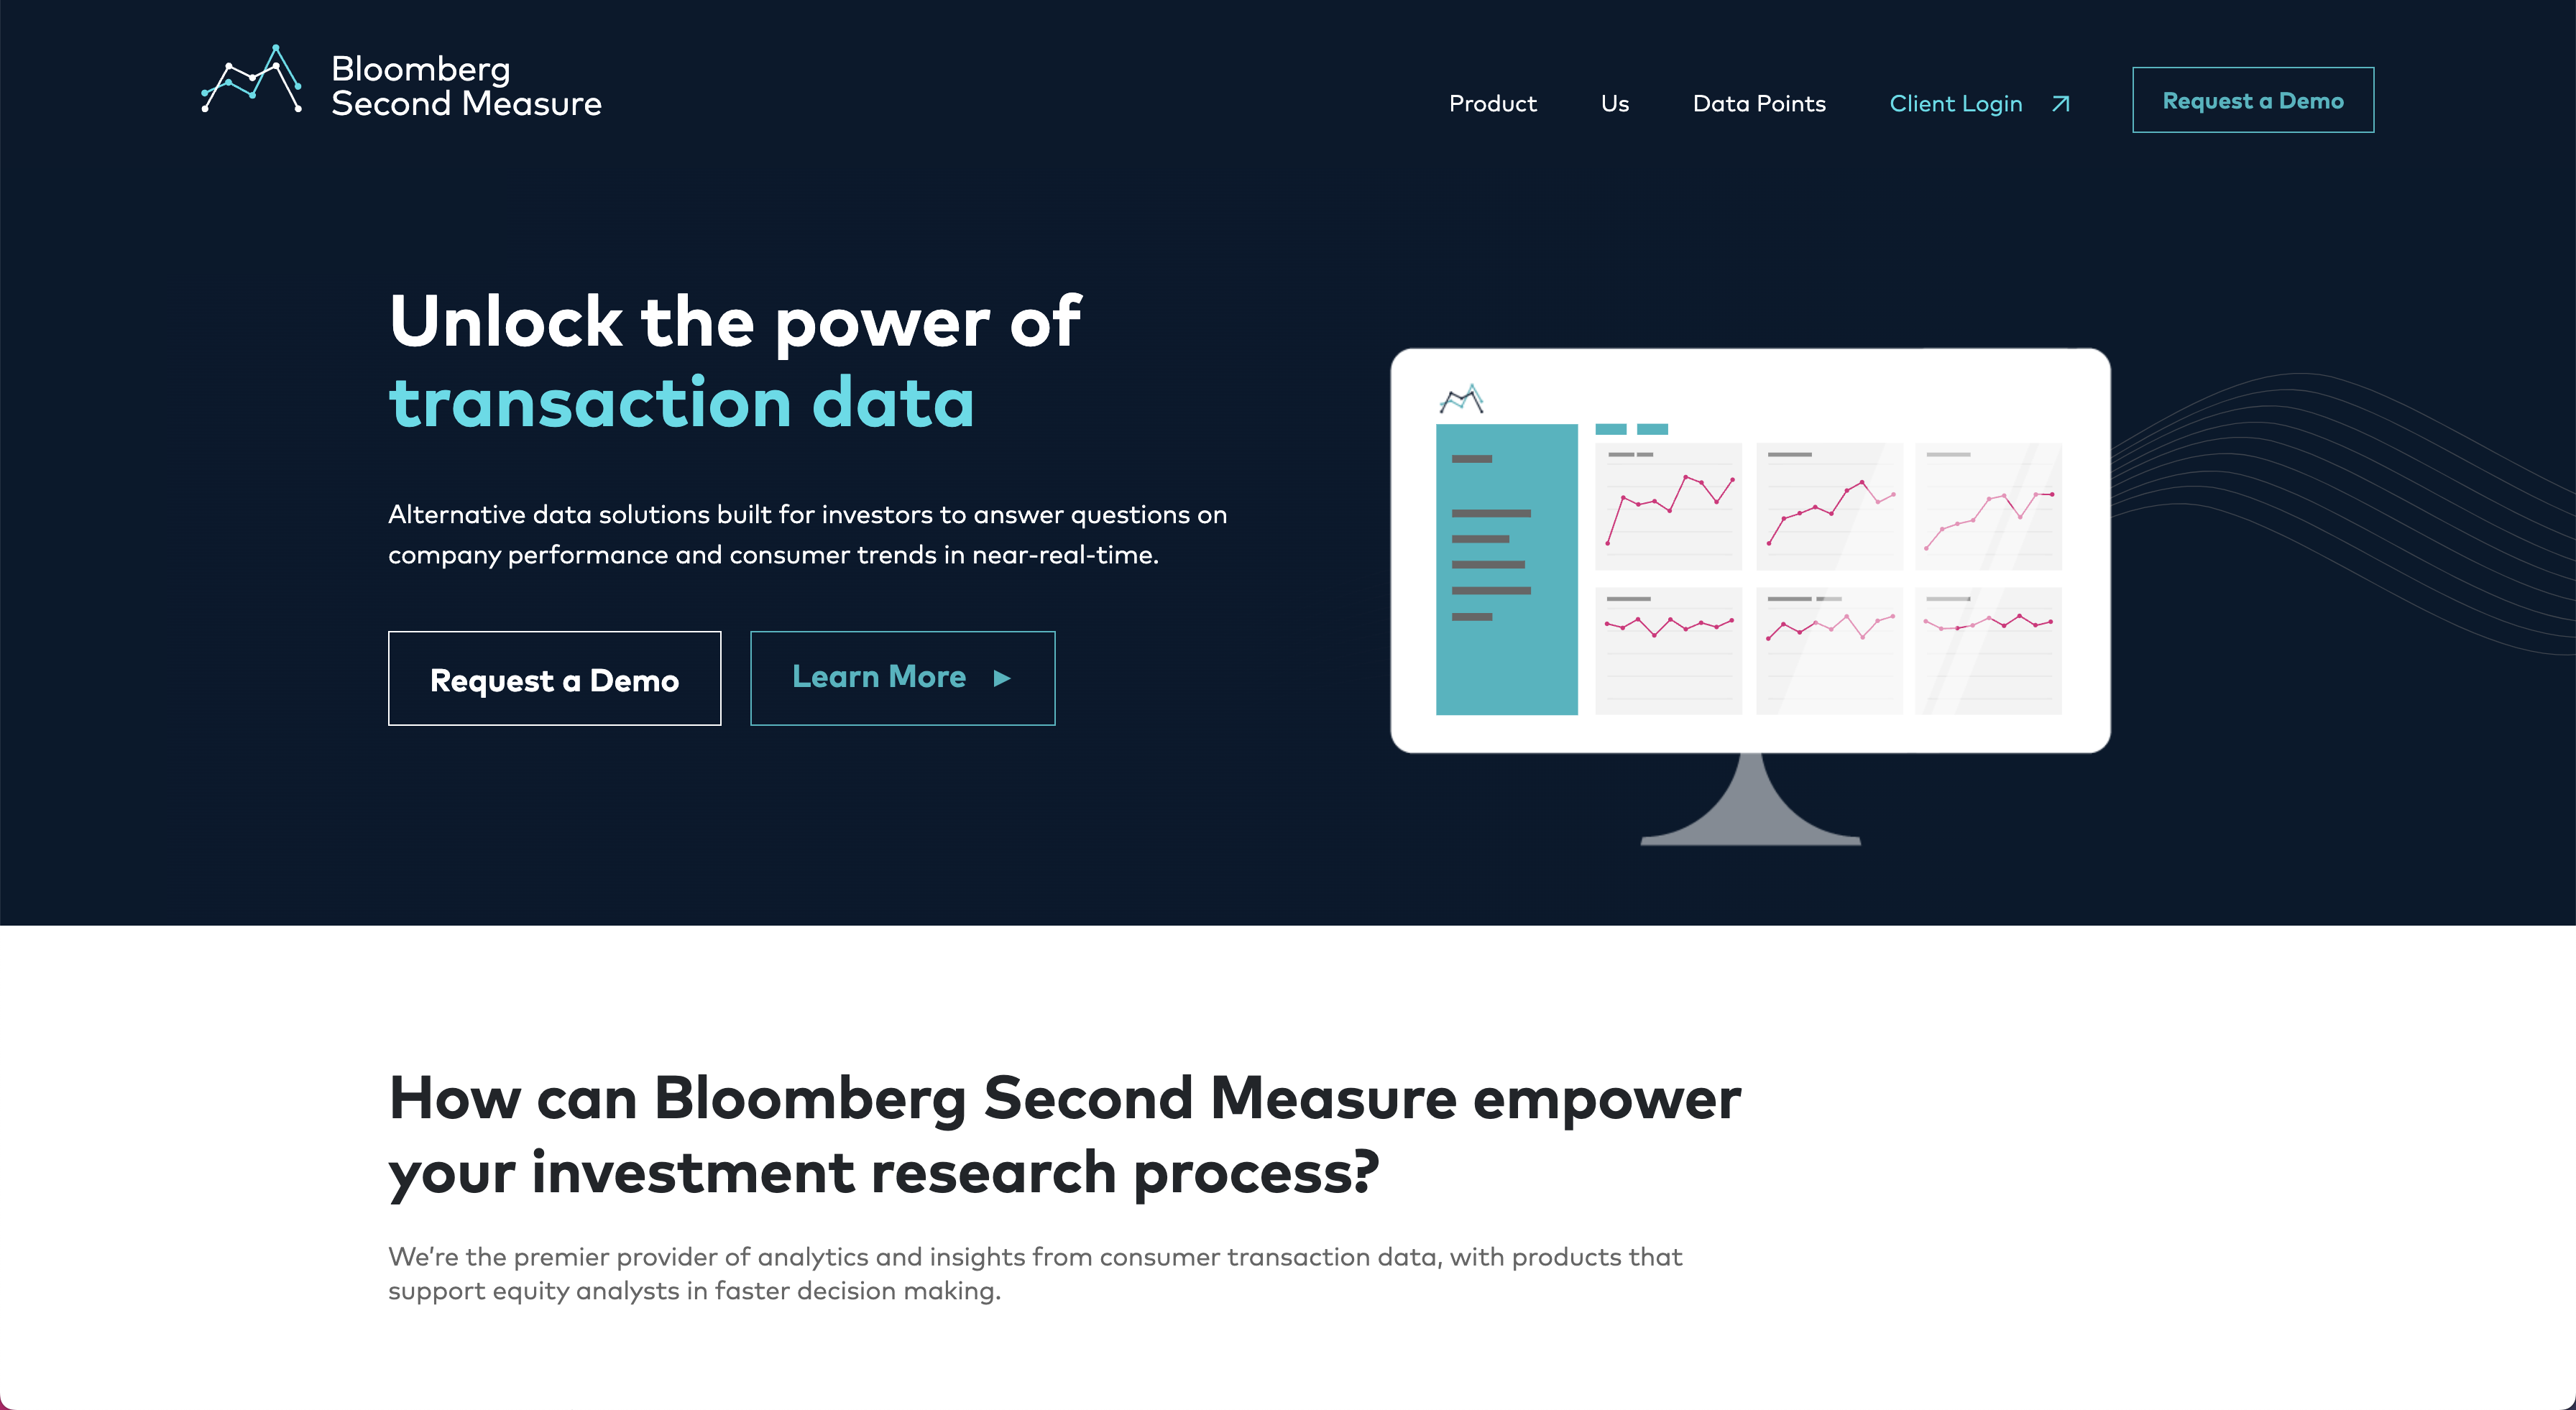 Bloomberg
Second Measure
Product
Us
Data Points
Client Login
Request a Demo
Unlock the power of
transaction data
Alternative data solutions built for investors to answer questions on
company performance and consumer trends in near-real-time.
Request a Demo
Learn More
How can Bloomberg Second Measure empower
your investment research process?
We’re the premier provider of analytics and insights from consumer transaction data, with products that
support equity analysts in faster decision making.